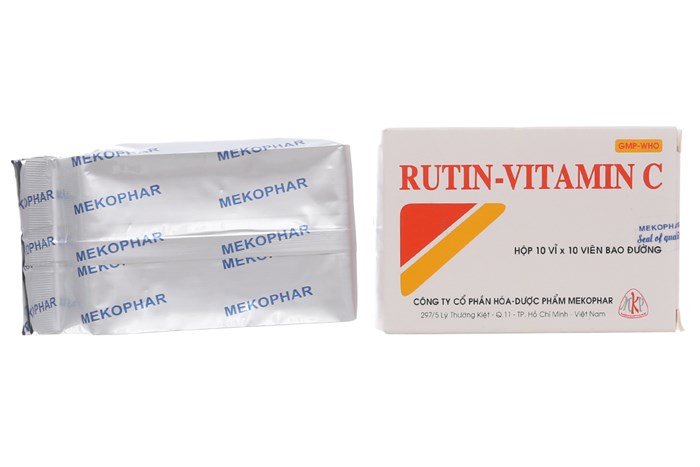 MEKOPHAR MEKOPHAR
MEKOPHAR MEKOPHAR
MEKOPHAR MEKOPHAR
MEKOPHAR MEKOPHAR
MEKOPHAR MEKOPHAR
GMP-WHO
RUTIN-VITAMIN C
MEKOPHAR
Seal of
HỘP 10 VỈ x 10 VIÊN BAO ĐƯỜNG
CÔNG TY CỔ PHẦN HÓA-DƯỢC PHẨM MEKOPHAR
297/5 Lý Thường Kiệt - Q.11 - TP. Hồ Chí Minh - Việt Nam
MKP